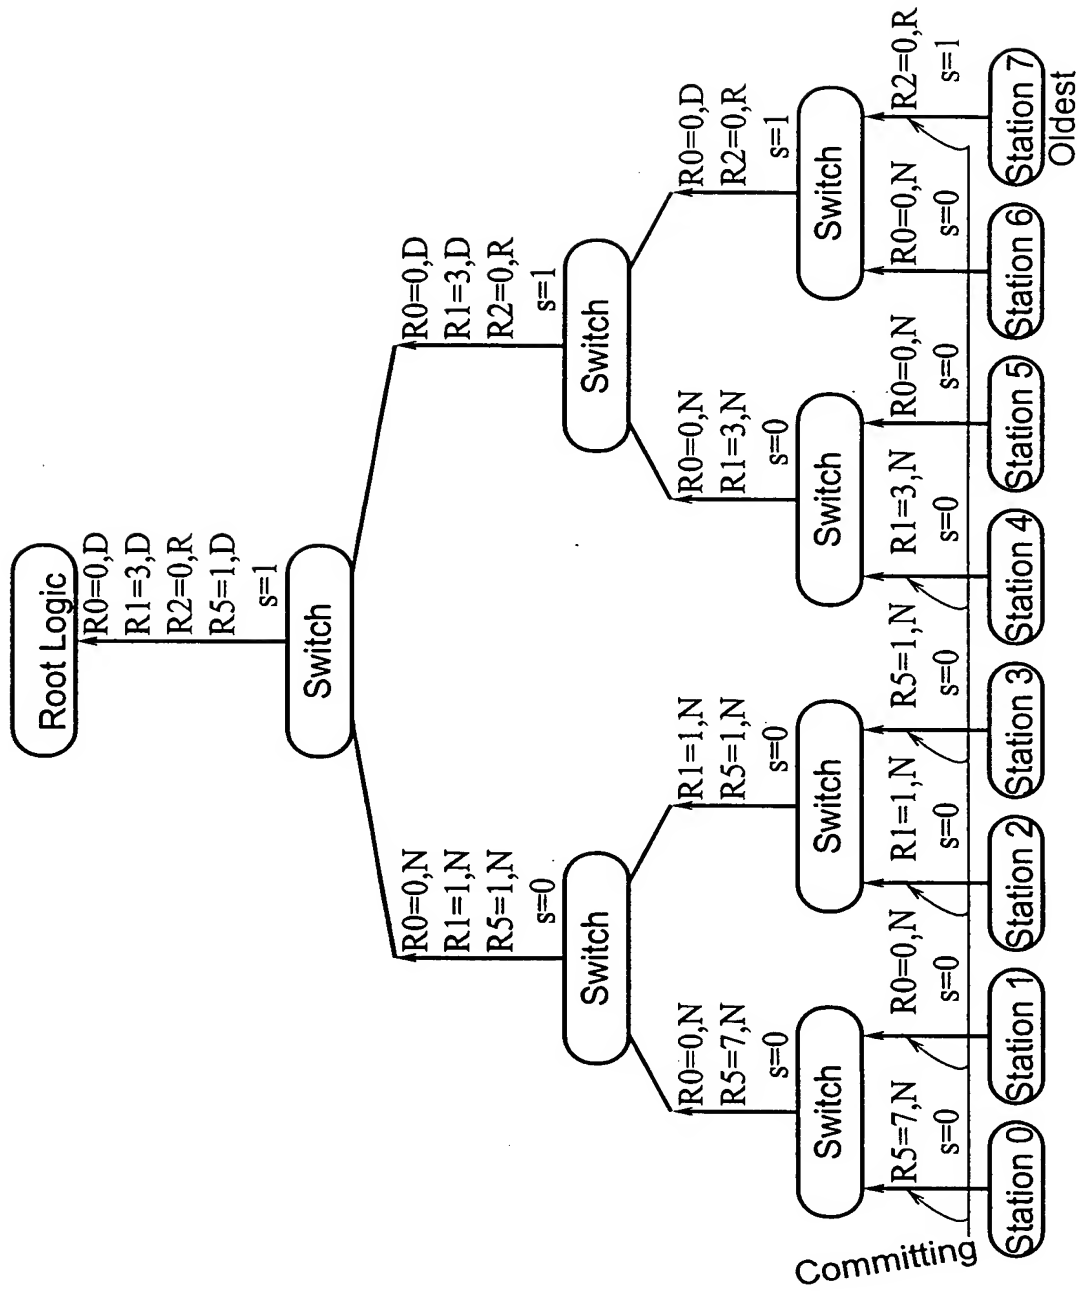 Root Logic
R0=0,D
R1=3,D
R2=0,R
R5=1,D
s=1
Switch
R0=0,N
R1=1,N
R5=1,N
s=0
R0=0,D
R1=3,D
R2=0,R
s=1
Switch
Switch
R0=0,N
R5=7,N
s=0
R1=1,N
R5=1,N
s=0
R0=0,N
R1=3,N
s=0
R0=0,D
R2=0,R
s=1
Switch
Switch
Switch
Switch
R5=7,N
s=0
R0=0,N
s=0
R1=1,N
s=0
R5=1,N
s=0
R1=3,N
s=0
R0=0,N
s=0
R0=0,N
s=0
R2=0,R
s=1
Committing
Station 0
Station 1
Station 2
Station 3
Station 4
Station 5
Station 6
Station 7
Oldest